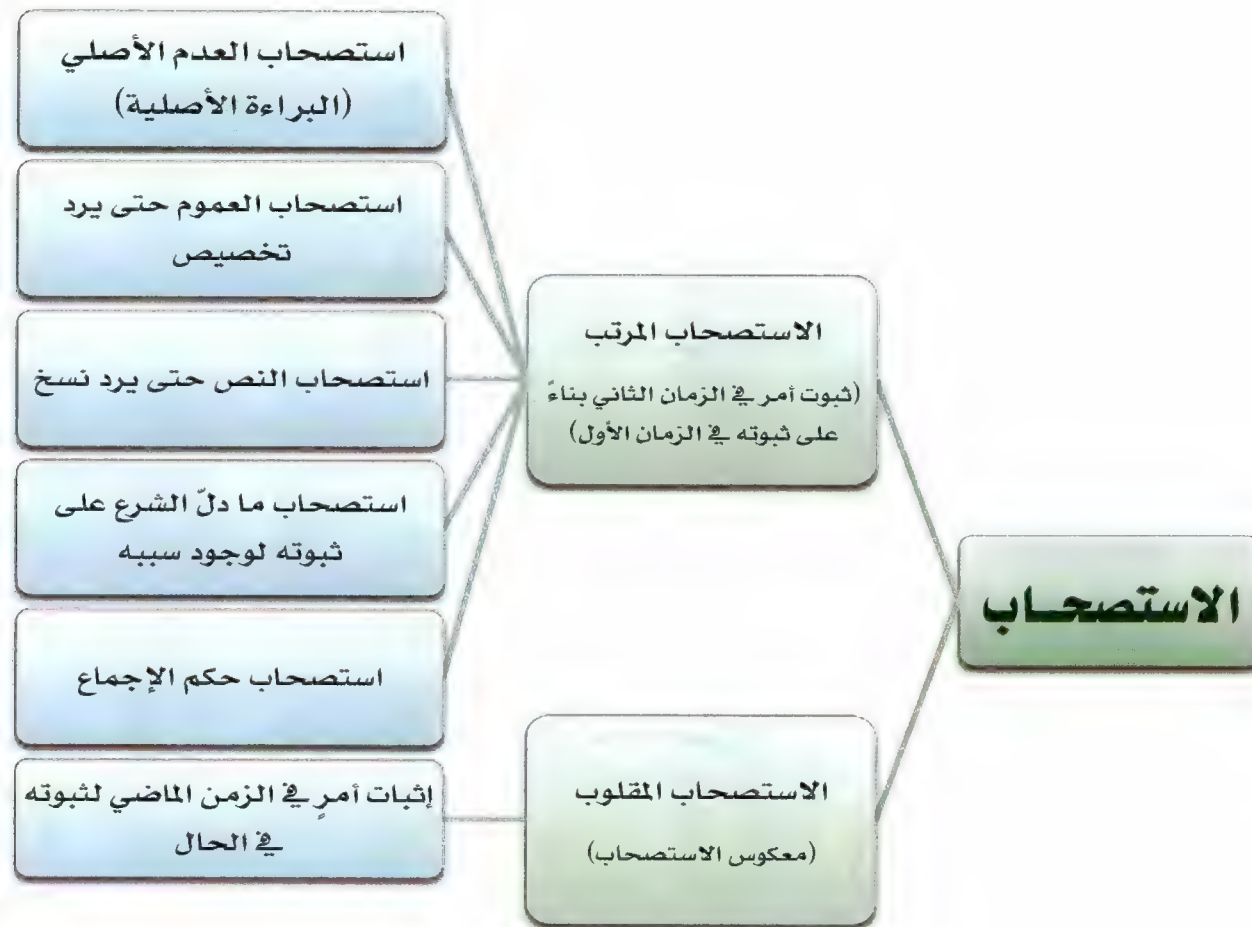 الاستصحـاب
الاستصحاب المرتب
(ثبوت أمر في الزمان الثاني بناءً
على ثبوته في الزمان الأول)
استصحاب العدم الأصلي
(البراءة الأصلية)
استصحاب العموم حتى يرد
تخصيص
استصحاب النص حتى يرد نسخ
استصحاب ما دلّ الشرع على
ثبوته لوجود سببه
استصحاب حكم الإجماع
الاستصحاب المقلوب
(معكوس الاستصحاب)
إثبات أمرٍ في الزمن الماضي لثبوته
في الحال